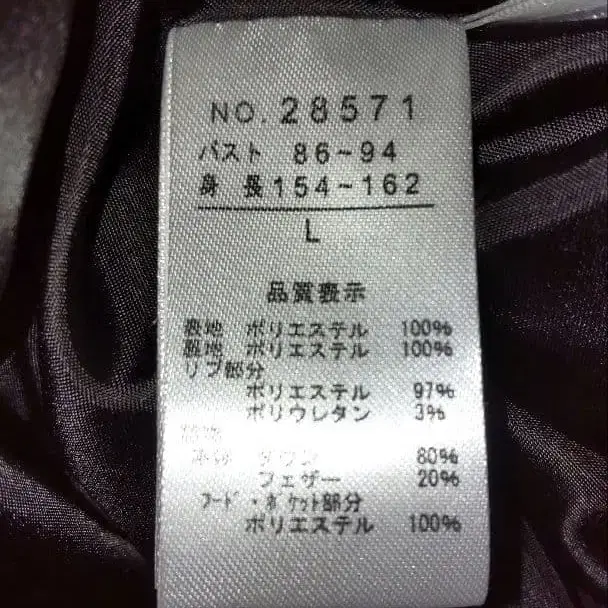 NO. 28571
バスト 86~94
身 長 154~162
L
品質表示
表地 ポリエステル 100%
裏地 ポリエステル 100%
リブ部分
ポリエステル 97%
ポリウレタン 3%
ダウン 80%
フェザー 20%
フード・ポケット部分
ポリエステル 100%